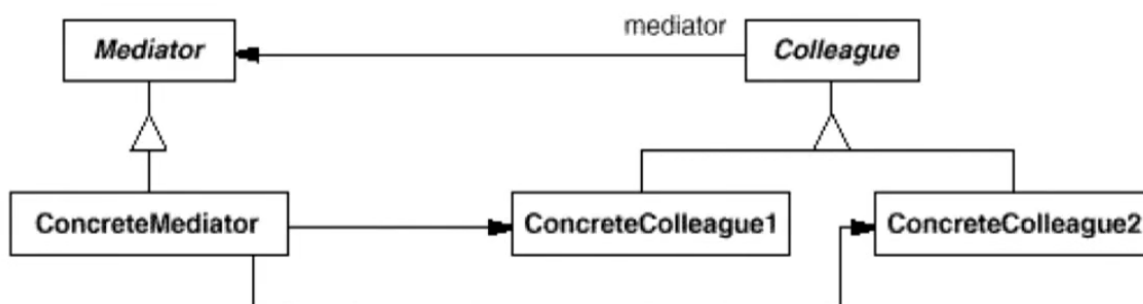 mediator
Mediator
Colleague
ConcreteMediator
ConcreteColleague1
ConcreteColleague2